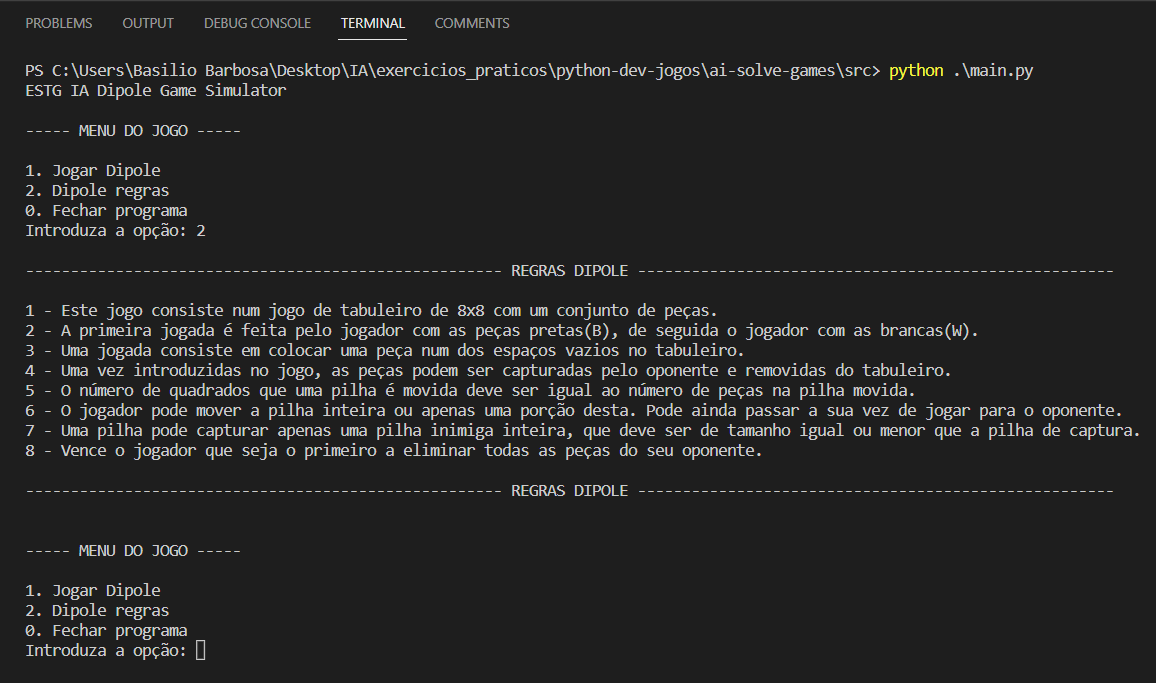 PROBLEMS OUTPUT DEBUG CONSOLE TERMINAL COMMENTS
PS C:\Users\Basilio Barbosa\Desktop\IA\exercicios_praticos\python-dev-jogos\ai-solve-games\src> python .\main.py
ESTG IA Dipole Game Simulator
----- MENU DO JOGO -----
1. Jogar Dipole
2. Dipole regras
0. Fechar programa
Introduza a opção: 2
----------------------------------------------------- REGRAS DIPOLE -----------------------------------------------------
1 - Este jogo consiste num jogo de tabuleiro de 8x8 com um conjunto de peças.
2 - A primeira jogada é feita pelo jogador com as peças pretas(B), de seguida o jogador com as brancas(W).
3 - Uma jogada consiste em colocar uma peça num dos espaços vazios no tabuleiro.
4 - Uma vez introduzidas no jogo, as peças podem ser capturadas pelo oponente e removidas do tabuleiro.
5 - O número de quadrados que uma pilha é movida deve ser igual ao número de peças na pilha movida.
6 - O jogador pode mover a pilha inteira ou apenas uma porção desta. Pode ainda passar a sua vez de jogar para o oponente.
7 - Uma pilha pode capturar apenas uma pilha inimiga inteira, que deve ser de tamanho igual ou menor que a pilha de captura.
8 - Vence o jogador que seja o primeiro a eliminar todas as peças do seu oponente.
----------------------------------------------------- REGRAS DIPOLE -----------------------------------------------------
----- MENU DO JOGO -----
1. Jogar Dipole
2. Dipole regras
0. Fechar programa
Introduza a opção: